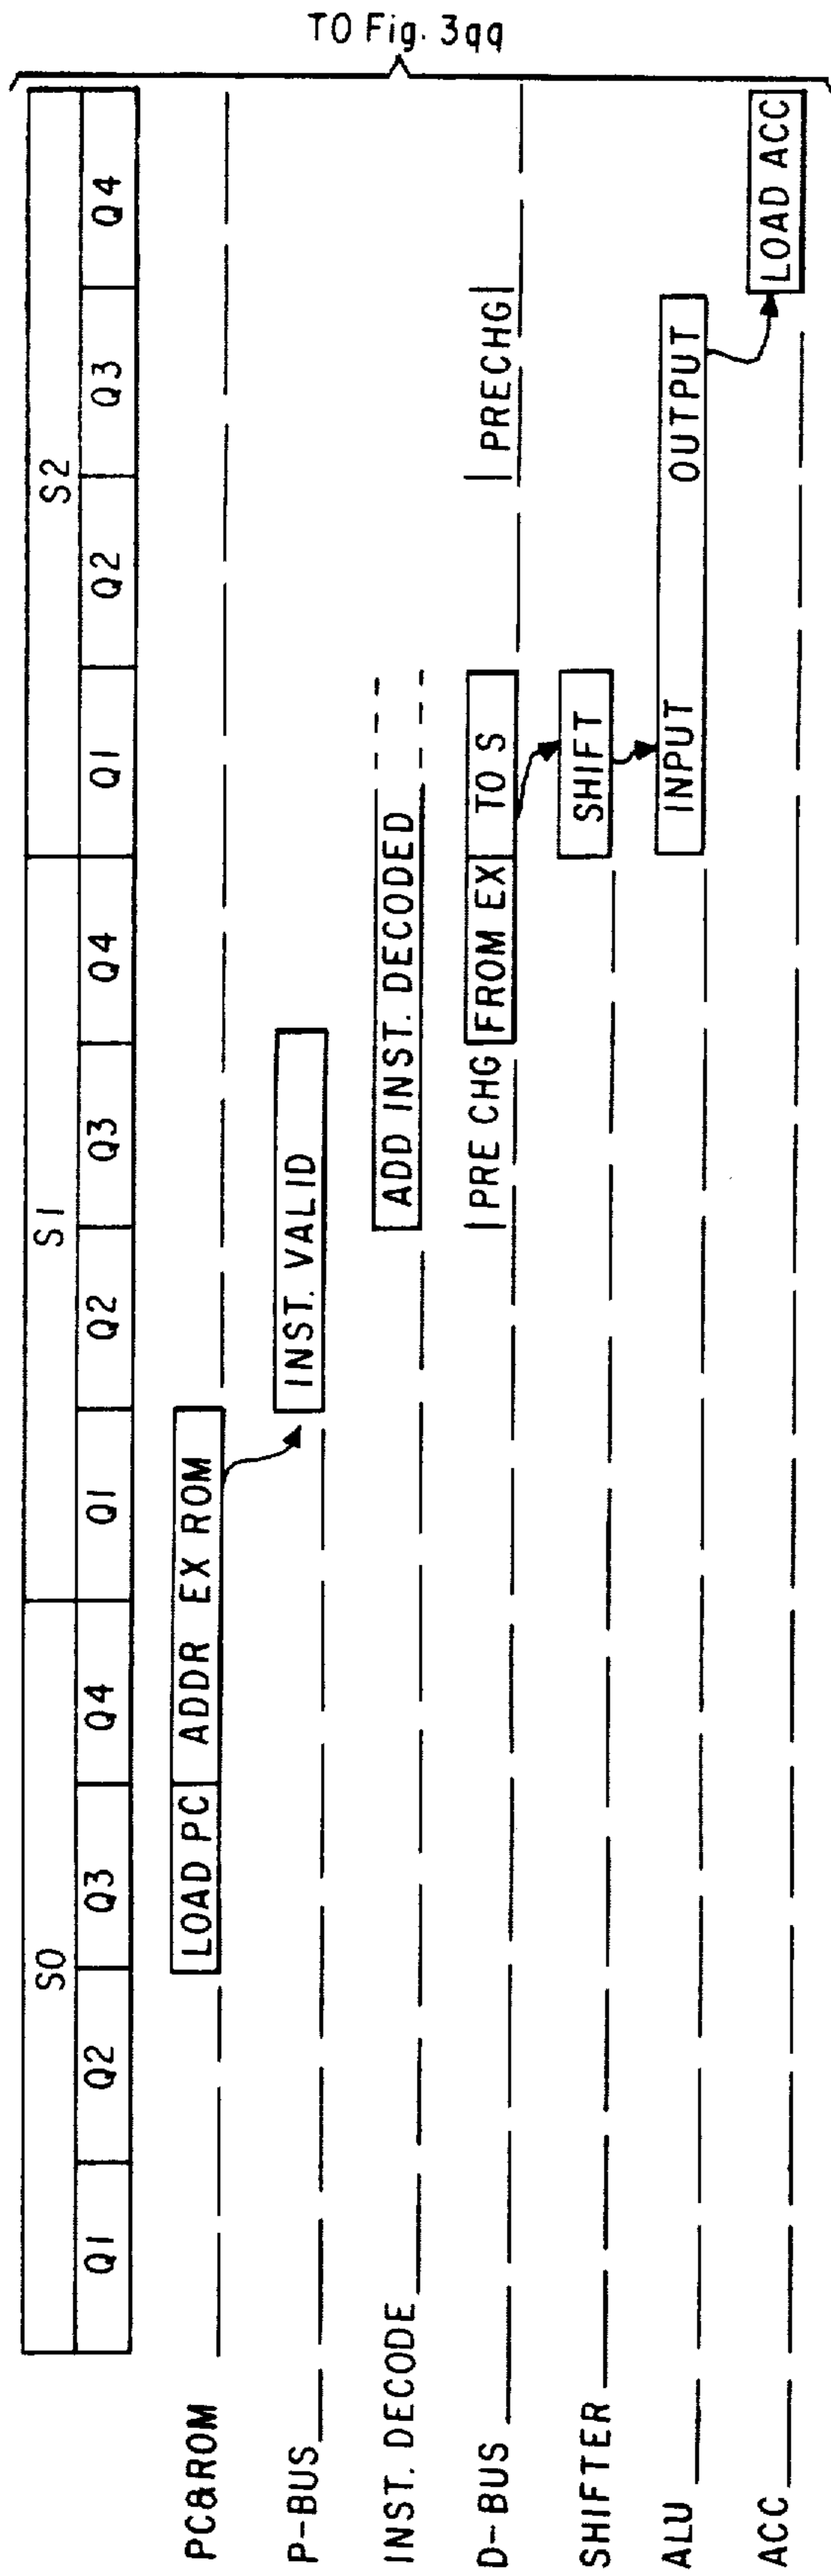 TO Fig. 3qq
S0 S1 S2
Q1 Q2 Q3 Q4 Q1 Q2 Q3 Q4 Q1 Q2 Q3 Q4
PC&ROM LOAD PC ADDR EX ROM
P-BUS INST. VALID
INST. DECODE ADD INST. DECODED
D-BUS PRE CHG FROM EX TO S PRECHG
SHIFTER SHIFT
ALU INPUT OUTPUT
ACC LOAD ACC